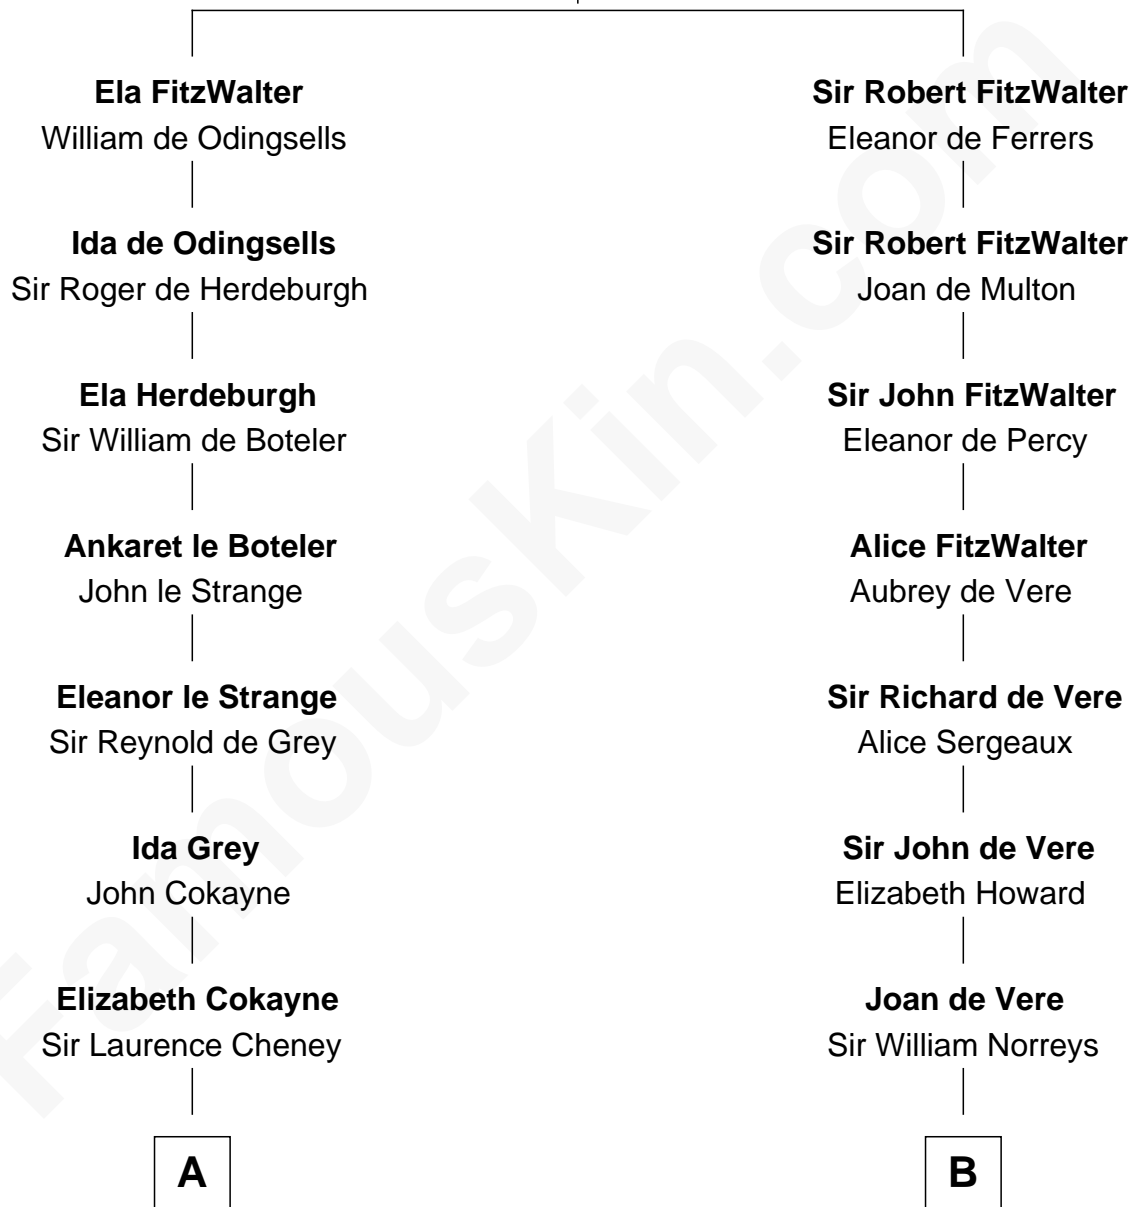 Ela FitzWalter
William de Odingsells
Ida de Odingsells
Sir Roger de Herdeburgh
Ela Herdeburgh
Sir William de Boteler
Ankaret le Boteler
John le Strange
Eleanor le Strange
Sir Reynold de Grey
Ida Grey
John Cokayne
Elizabeth Cokayne
Sir Laurence Cheney
A
Sir Robert FitzWalter
Eleanor de Ferrers
Sir Robert FitzWalter
Joan de Multon
Sir John FitzWalter
Eleanor de Percy
Alice FitzWalter
Aubrey de Vere
Sir Richard de Vere
Alice Sergeaux
Sir John de Vere
Elizabeth Howard
Joan de Vere
Sir William Norreys
B
FamousKin.com